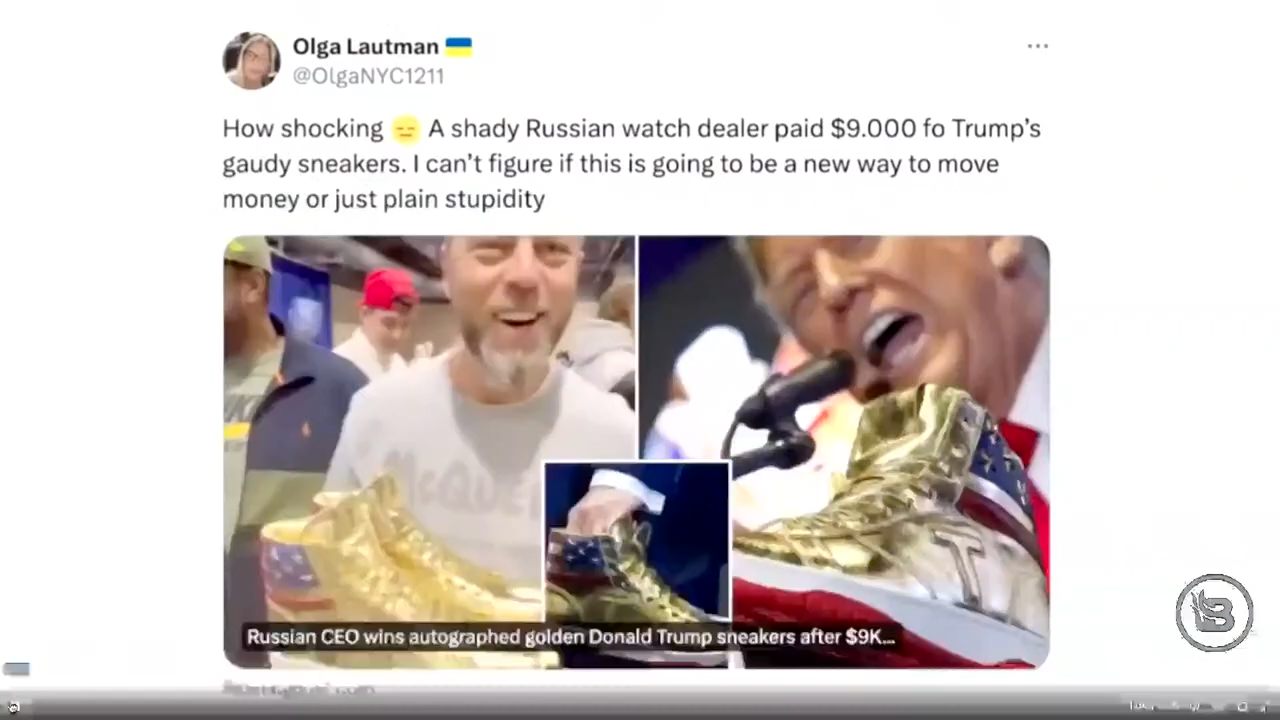 Olga Lautman
@OlgaNYC1211
How shocking 😑 A shady Russian watch dealer paid $9.000 fo Trump's
gaudy sneakers. I can't figure if this is going to be a new way to move
money or just plain stupidity
McQUE
T
Russian CEO wins autographed golden Donald Trump sneakers after $9K...
B